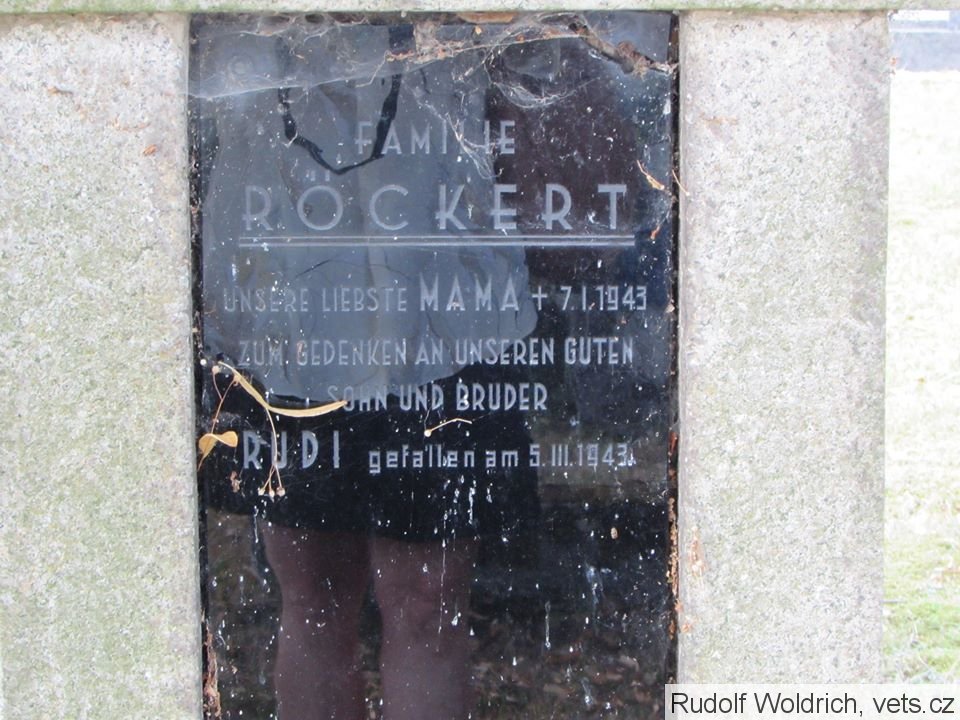 FAMILIE
RÖCKERT
UNSERE LIEBSTE MAMA + 7.I.1943
ZUM GEDENKEN AN UNSEREN GUTEN
SOHN UND BRUDER
RUDI gefallen am 5.III.1943.
Rudolf Woldrich, vets.cz